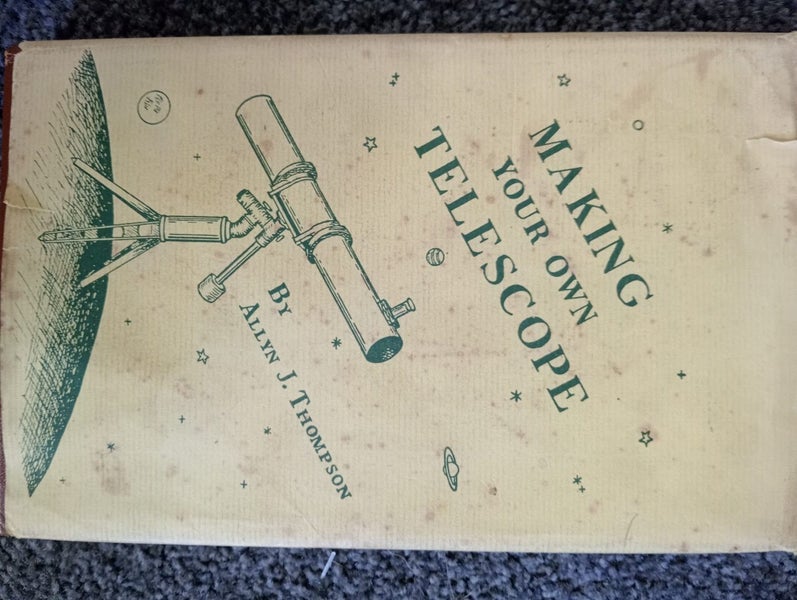 MAKING
YOUR OWN
TELESCOPE
BY
ALLYN J. THOMPSON